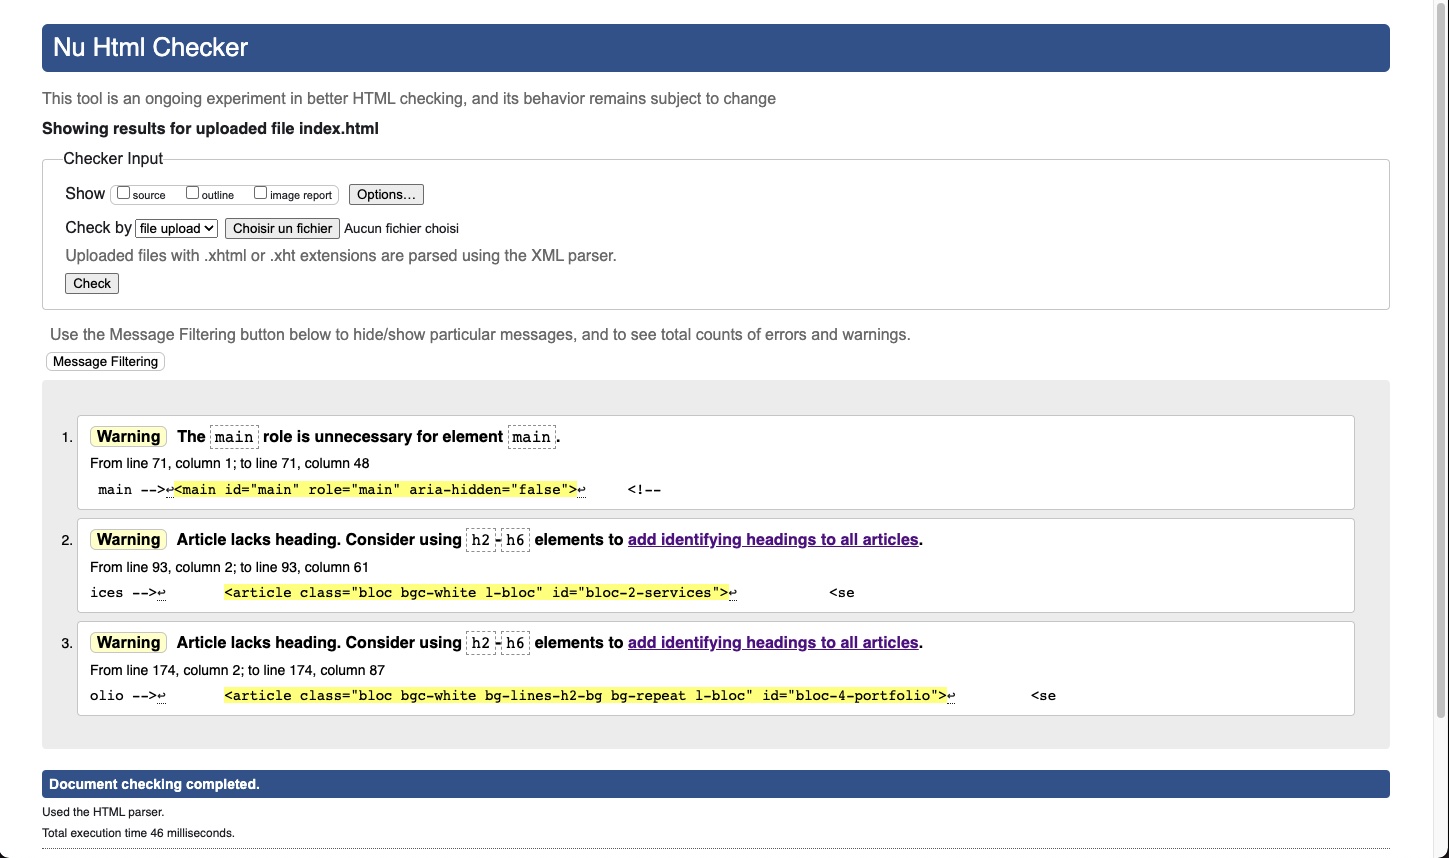 Nu Html Checker
This tool is an ongoing experiment in better HTML checking, and its behavior remains subject to change
Showing results for uploaded file index.html
Checker Input
Show source outline image report Options...
Check by file upload Choisir un fichier Aucun fichier choisi
Uploaded files with .xhtml or .xht extensions are parsed using the XML parser.
Check
Use the Message Filtering button below to hide/show particular messages, and to see total counts of errors and warnings.
Message Filtering
1. Warning The main role is unnecessary for element main.
From line 71, column 1; to line 71, column 48
main -->↩<main id="main" role="main" aria-hidden="false">↩ <!--
2. Warning Article lacks heading. Consider using h2-h6 elements to add identifying headings to all articles.
From line 93, column 2; to line 93, column 61
ices -->↩ <article class="bloc bgc-white l-bloc" id="bloc-2-services">↩ <se
3. Warning Article lacks heading. Consider using h2-h6 elements to add identifying headings to all articles.
From line 174, column 2; to line 174, column 87
olio -->↩ <article class="bloc bgc-white bg-lines-h2-bg bg-repeat l-bloc" id="bloc-4-portfolio">↩ <se
Document checking completed.
Used the HTML parser.
Total execution time 46 milliseconds.